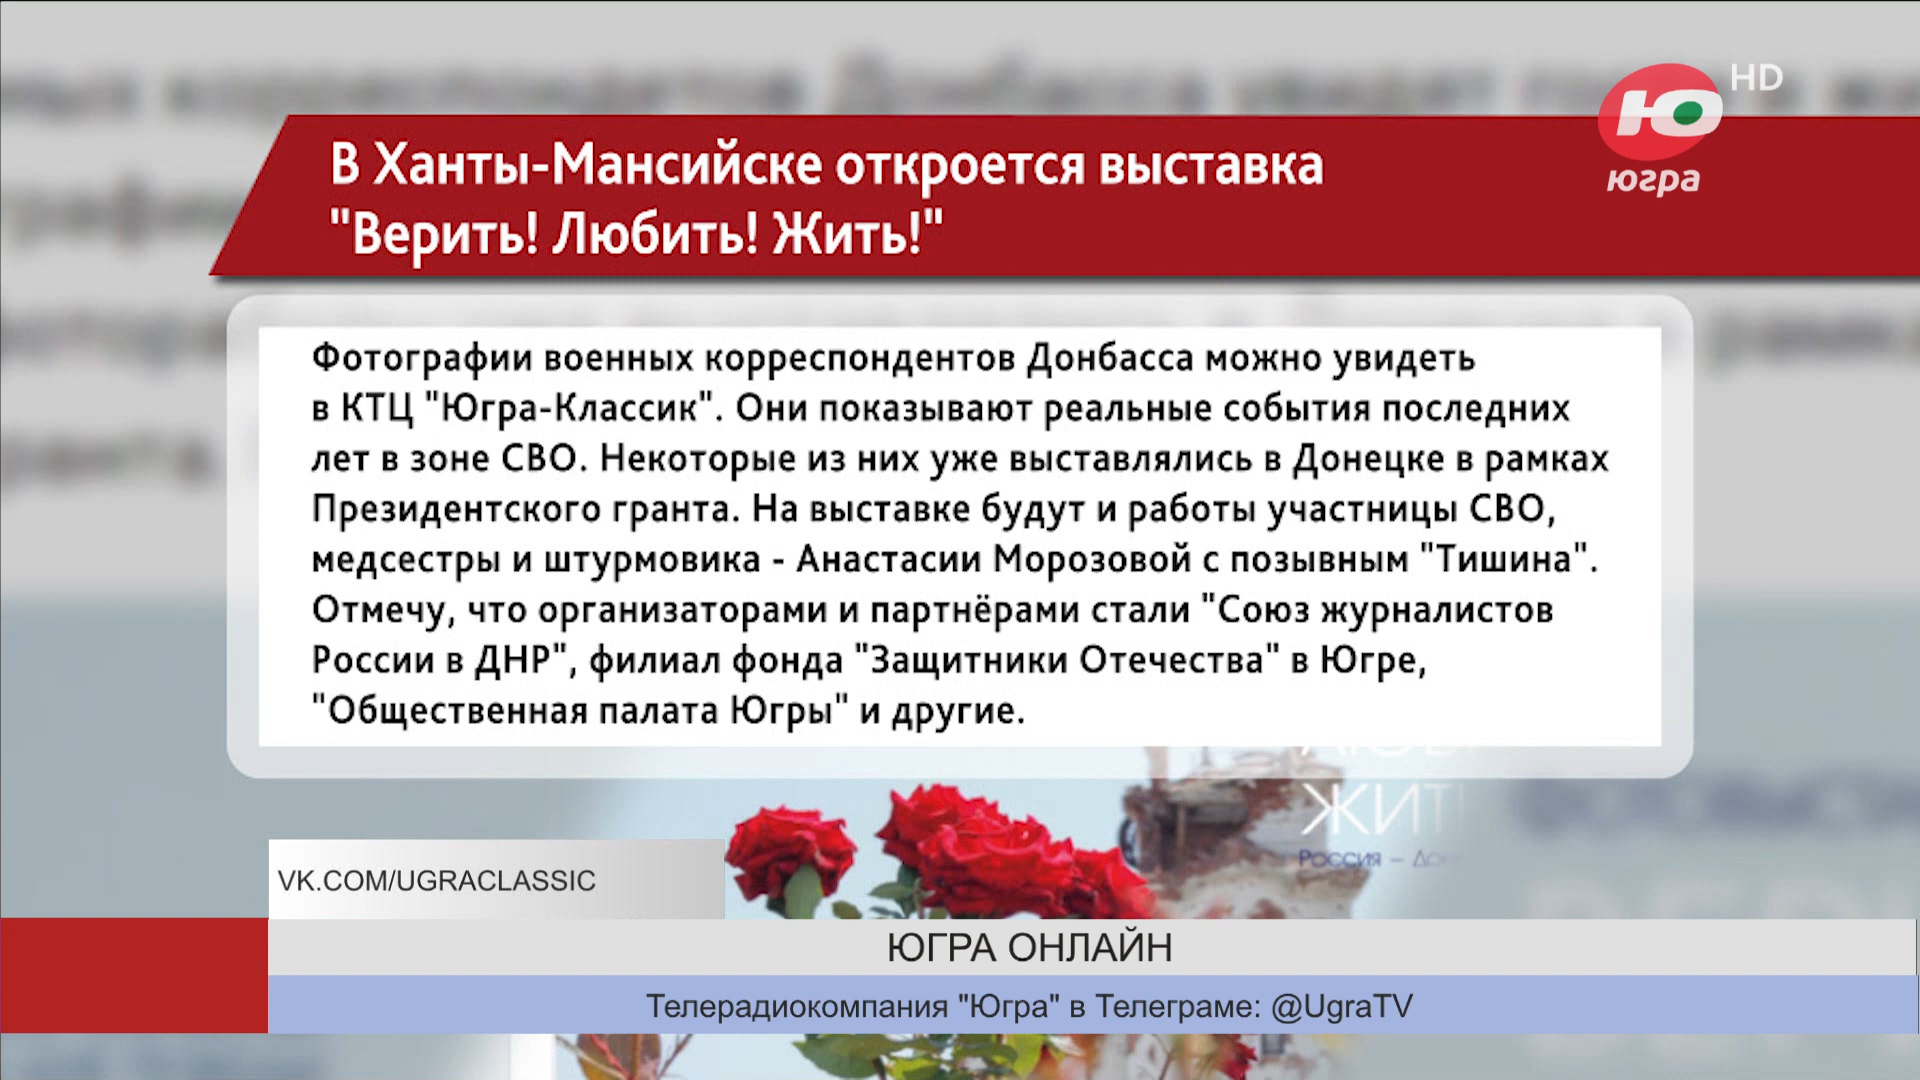 HD
югра
В Ханты-Мансийске откроется выставка
"Верить! Любить! Жить!"
Фотографии военных корреспондентов Донбасса можно увидеть
в КТЦ "Югра-Классик". Они показывают реальные события последних
лет в зоне СВО. Некоторые из них уже выставлялись в Донецке в рамках
Президентского гранта. На выставке будут и работы участницы СВО,
медсестры и штурмовика - Анастасии Морозовой с позывным "Тишина".
Отмечу, что организаторами и партнёрами стали "Союз журналистов
России в ДНР", филиал фонда "Защитники Отечества" в Югре,
"Общественная палата Югры" и другие.
Россия –
VK.COM/UGRACLASSIC
ЮГРА ОНЛАЙН
Телерадиокомпания "Югра" в Телеграме: @UgraTV